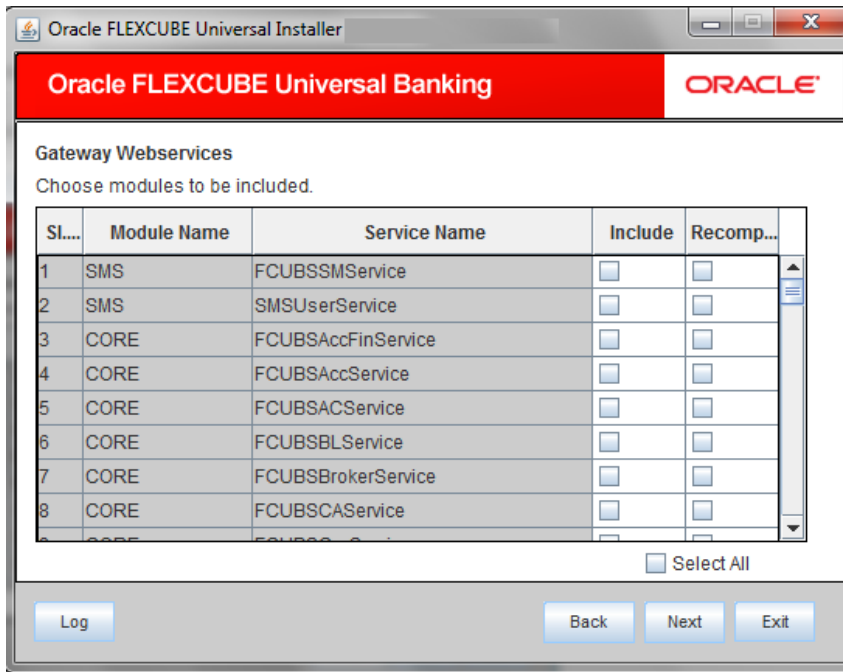 Oracle FLEXCUBE Universal Installer
Oracle FLEXCUBE Universal Banking
ORACLE
Gateway Webservices
Choose modules to be included.
Sl.... Module Name Service Name Include Recomp...
1 SMS FCUBSSMService
2 SMS SMSUserService
3 CORE FCUBSAccFinService
4 CORE FCUBSAccService
5 CORE FCUBSACService
6 CORE FCUBSBLService
7 CORE FCUBSBrokerService
8 CORE FCUBSCAService
Select All
Log Back Next Exit